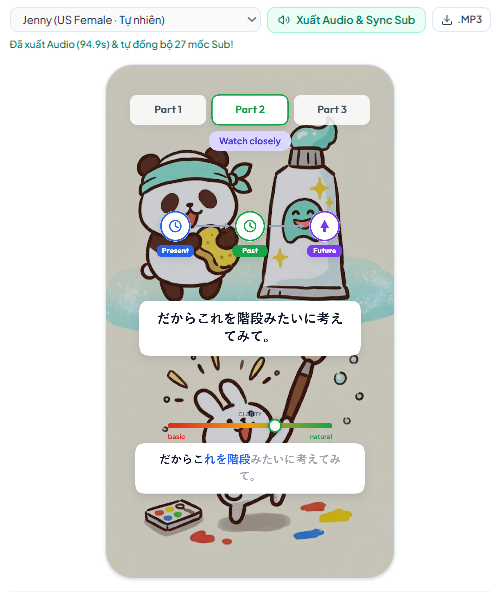 Jenny (US Female · Tự nhiên)
Xuất Audio & Sync Sub
.MP3
Đã xuất Audio (94.9s) & tự đồng bộ 27 mốc Sub!
Part 1
Part 2
Part 3
Watch closely
Present
Past
Future
だからこれを階段みたいに考え
てみて。
basic
natural
だからこれを階段みたいに考えてみ
て。